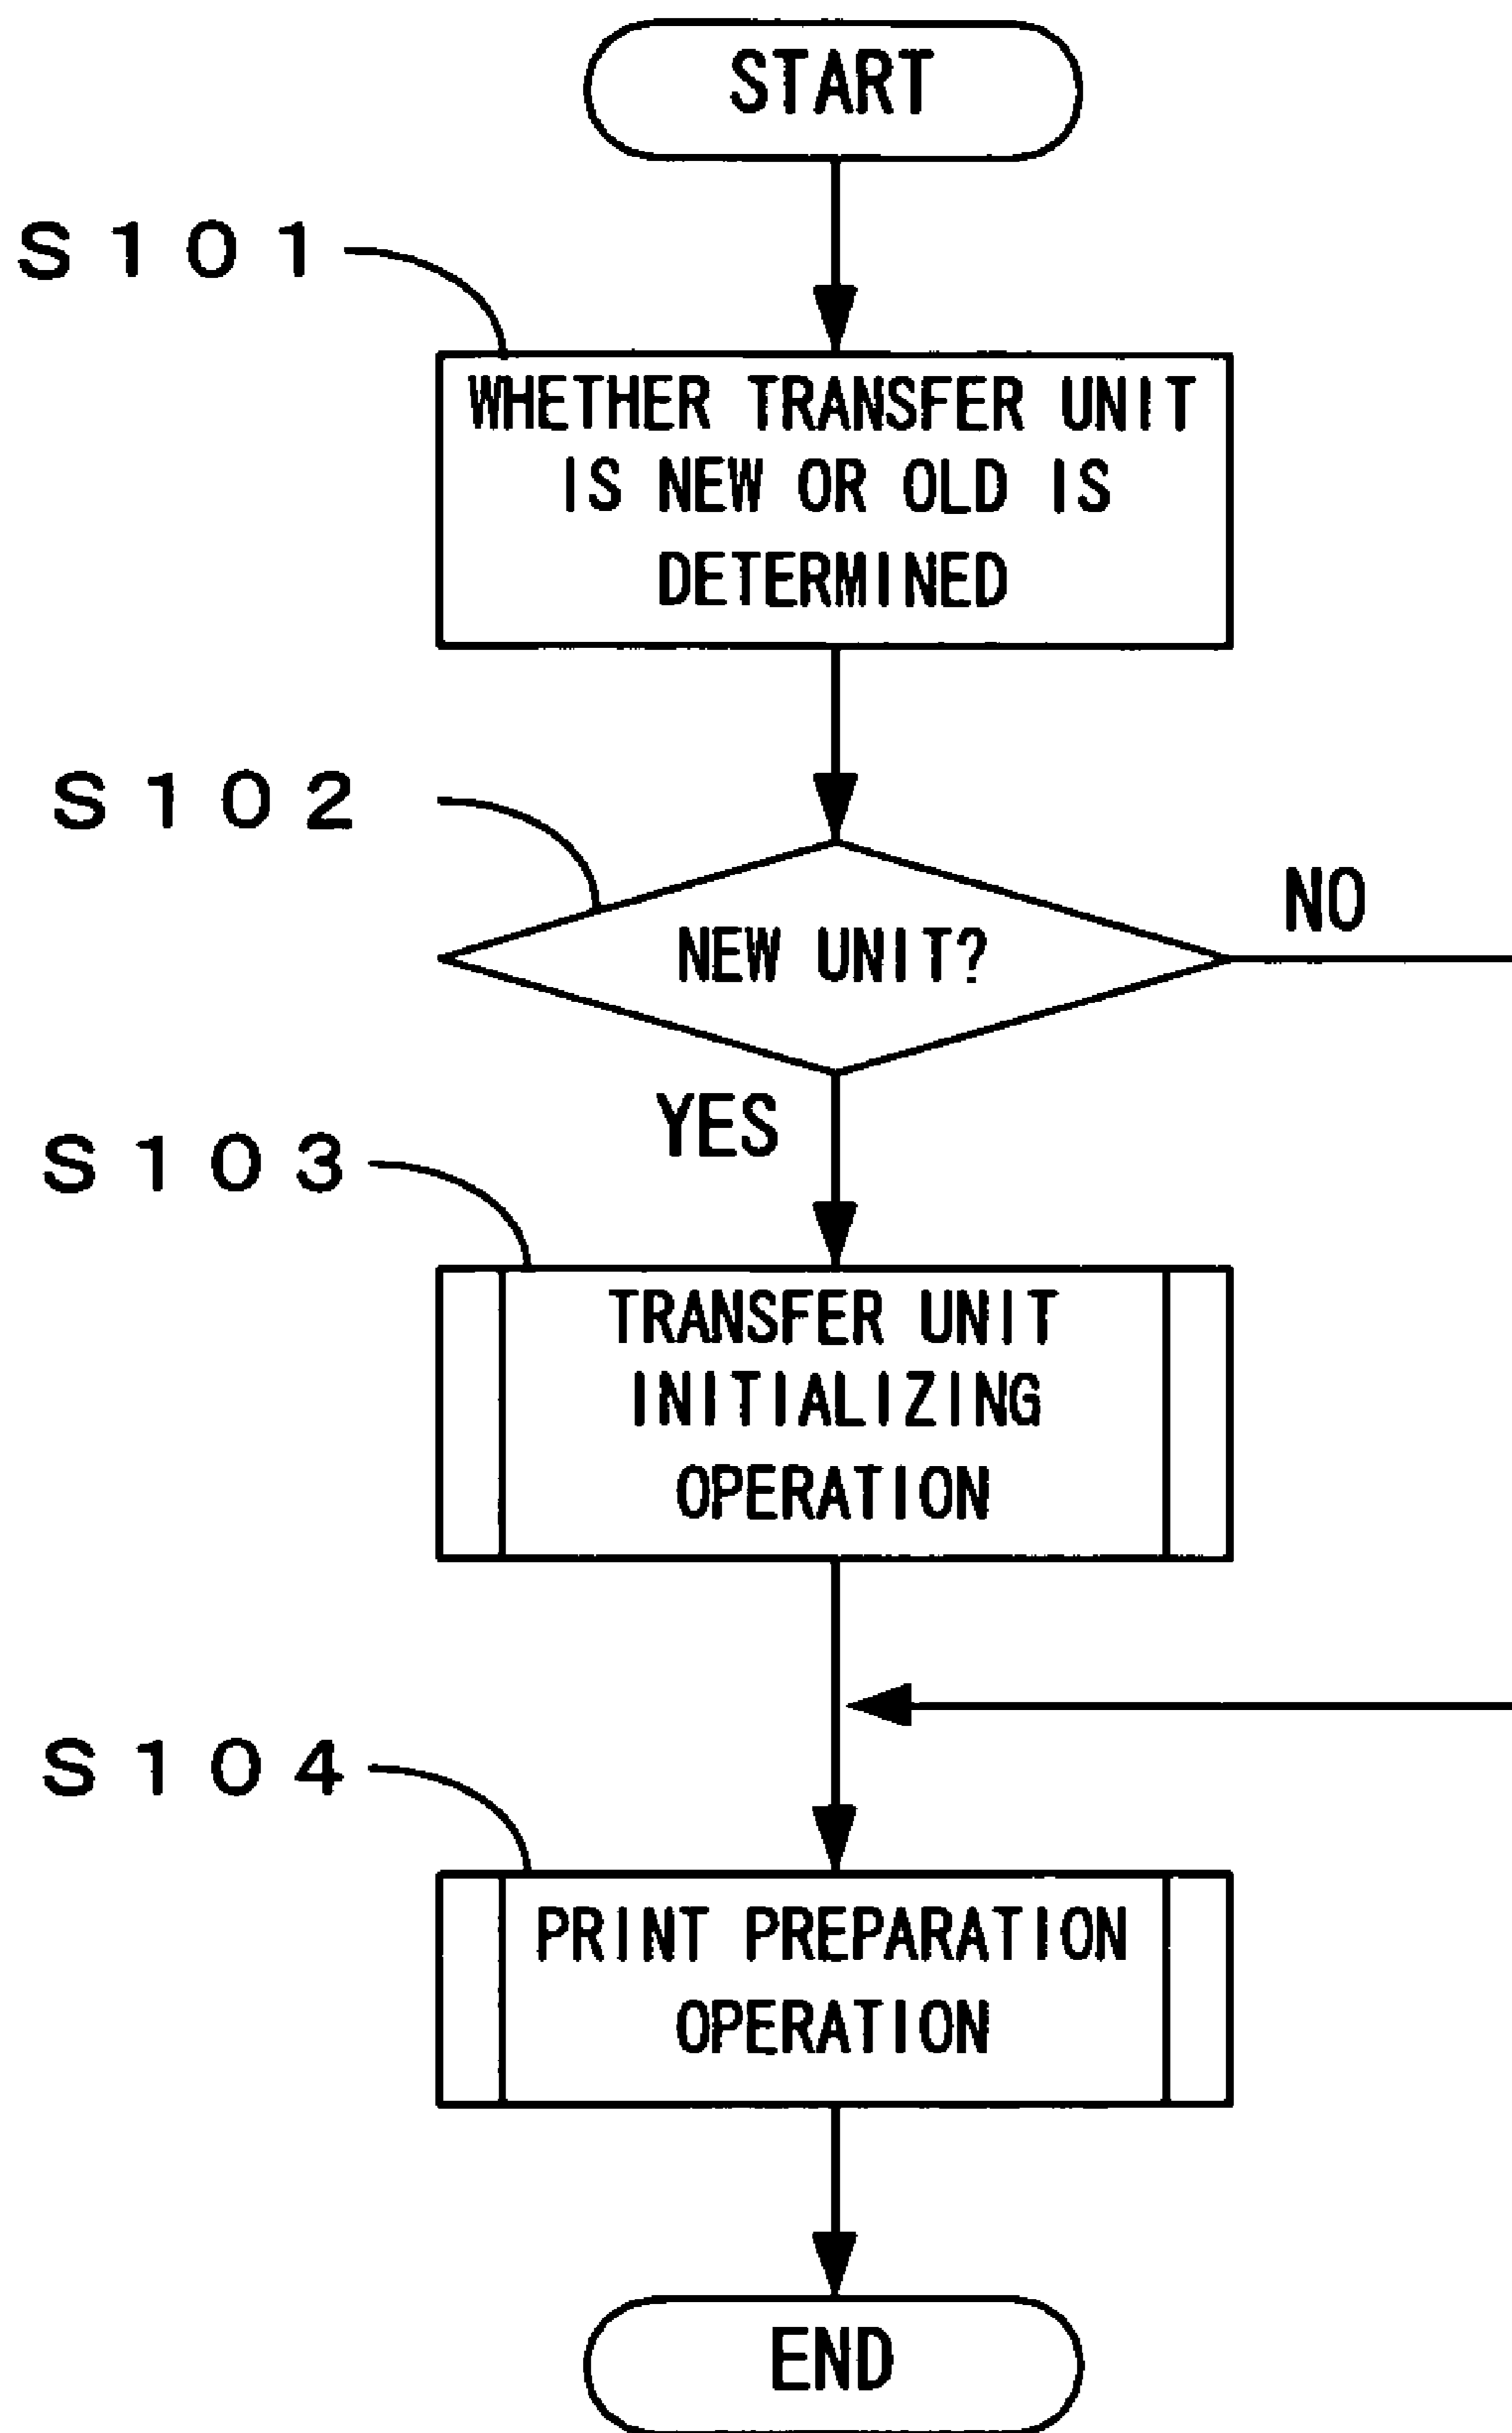 START
S101
WHETHER TRANSFER UNIT
IS NEW OR OLD IS
DETERMINED
S102
NEW UNIT?
NO
YES
S103
TRANSFER UNIT
INITIALIZING
OPERATION
S104
PRINT PREPARATION
OPERATION
END